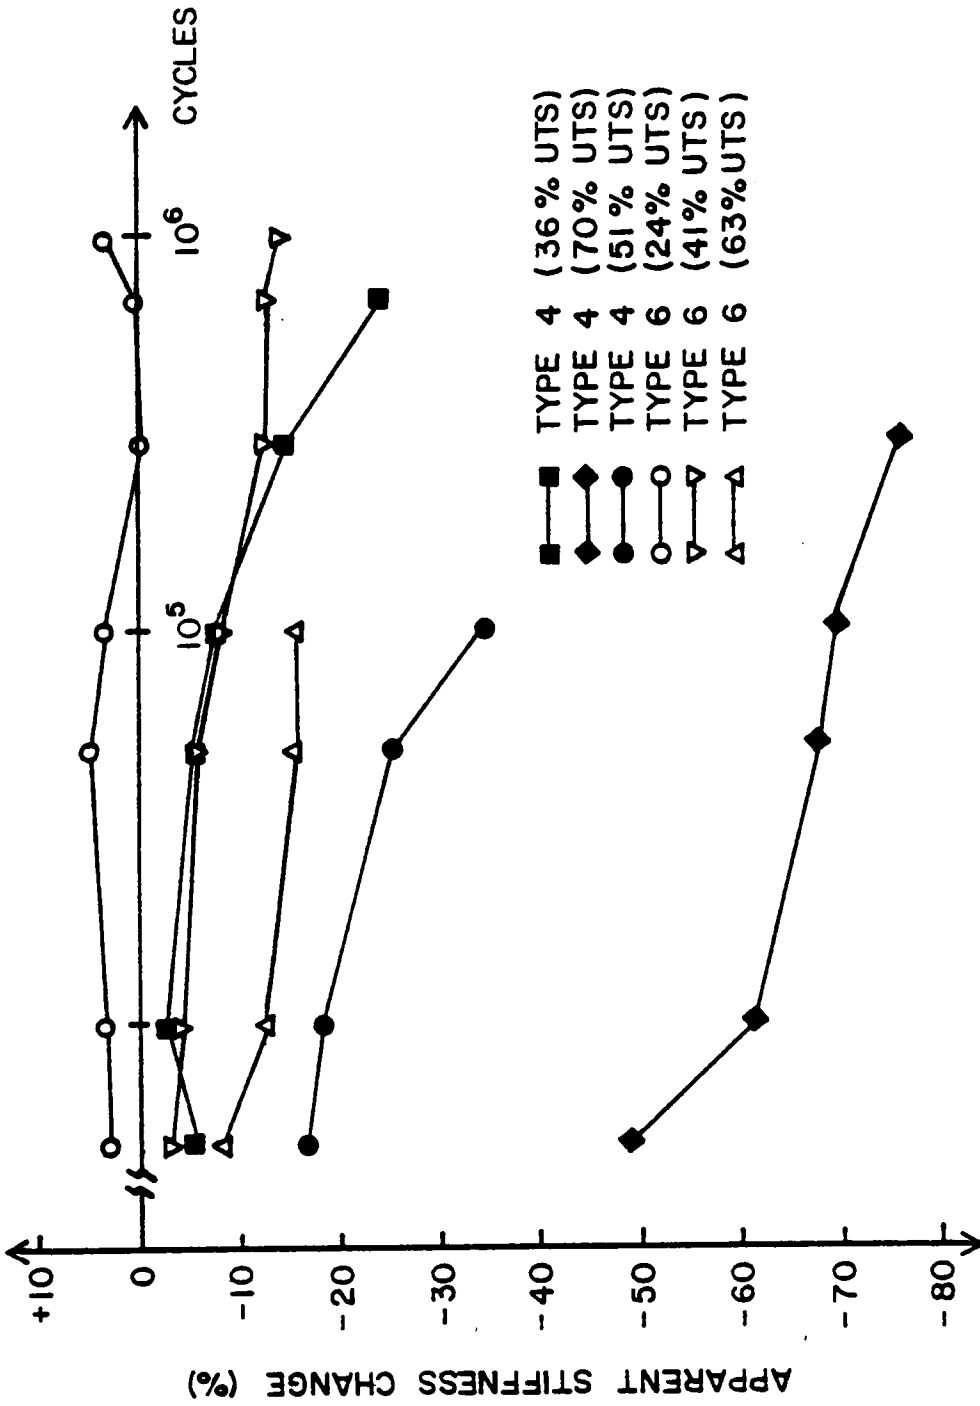 APPARENT STIFFNESS CHANGE (%)
+10
0
-10
-20
-30
-40
-50
-60
-70
-80
10⁵
10⁶
CYCLES
TYPE 4 (36% UTS)
TYPE 4 (70% UTS)
TYPE 4 (51% UTS)
TYPE 6 (24% UTS)
TYPE 6 (41% UTS)
TYPE 6 (63% UTS)